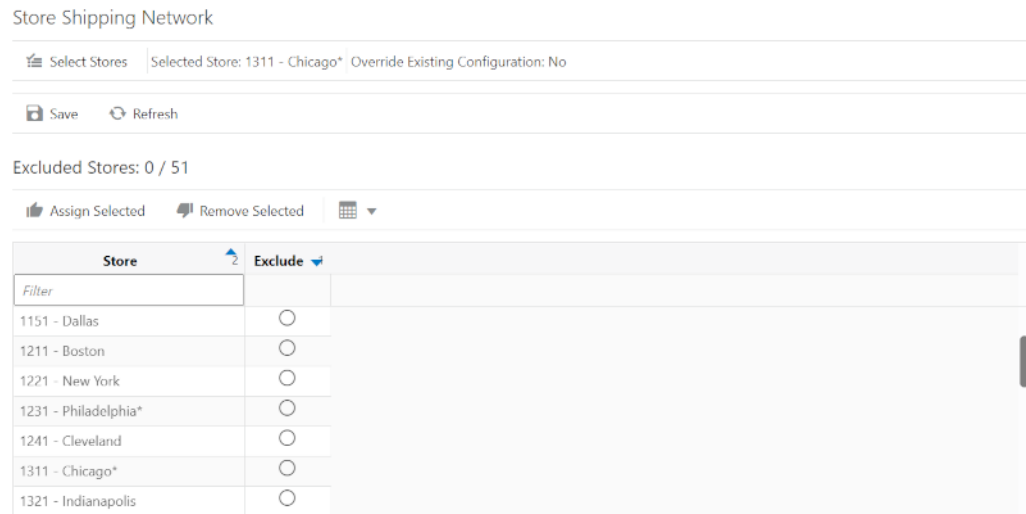 Store Shipping Network
Select Stores Selected Store: 1311 - Chicago* Override Existing Configuration: No
Save Refresh
Excluded Stores: 0 / 51
Assign Selected Remove Selected
Store 2 Exclude 1
Filter
1151 - Dallas
1211 - Boston
1221 - New York
1231 - Philadelphia*
1241 - Cleveland
1311 - Chicago*
1321 - Indianapolis